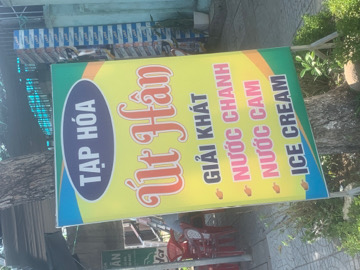 TẠP HÓA
Út Hân
GIẢI KHÁT
NƯỚC CHANH
NƯỚC CAM
ICE CREAM